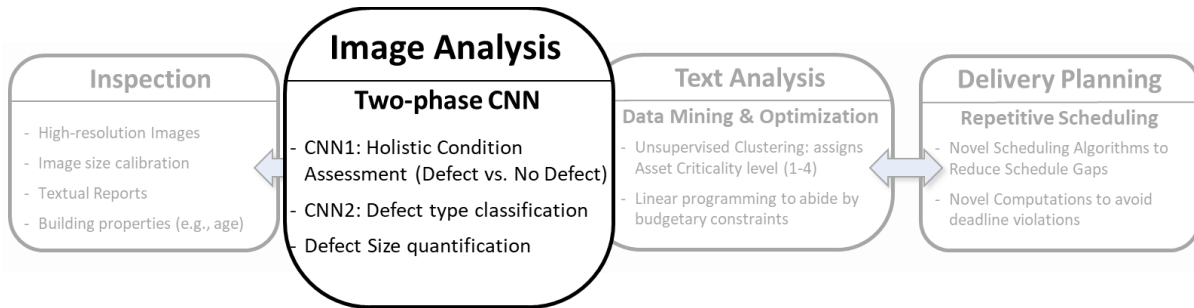 Inspection
- High-resolution Images
- Image size calibration
- Textual Reports
- Building properties (e.g., age)
Image Analysis
Two-phase CNN
- CNN1: Holistic Condition
Assessment (Defect vs. No Defect)
- CNN2: Defect type classification
- Defect Size quantification
Text Analysis
Data Mining & Optimization
- Unsupervised Clustering: assigns
Asset Criticality level (1-4)
- Linear programming to abide by
budgetary constraints
Delivery Planning
Repetitive Scheduling
- Novel Scheduling Algorithms to
Reduce Schedule Gaps
- Novel Computations to avoid
deadline violations